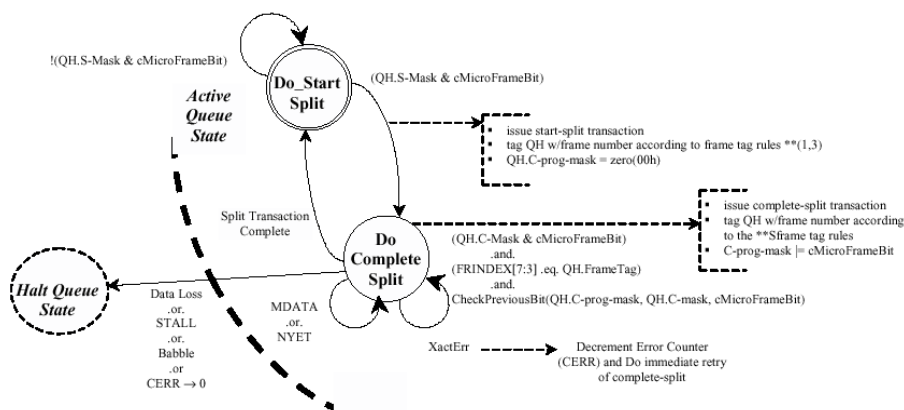 !(QH.S-Mask & cMicroFrameBit)
Do_Start
Split
(QH.S-Mask & cMicroFrameBit)
Active
Queue
State
▪ issue start-split transaction
▪ tag QH w/frame number according to frame tag rules **(1,3)
▪ QH.C-prog-mask = zero(00h)
▪ issue complete-split transaction
▪ tag QH w/frame number according
to the **Sframe tag rules
▪ C-prog-mask |= cMicroFrameBit
Split Transaction
Complete
Do
Complete
Split
(QH.C-Mask & cMicroFrameBit)
.and.
(FRINDEX[7:3] .eq. QH.FrameTag)
.and.
CheckPreviousBit(QH.C-prog-mask, QH.C-mask, cMicroFrameBit)
Halt Queue
State
Data Loss
.or.
STALL
.or.
Babble
.or
CERR → 0
MDATA
.or.
NYET
XactErr
Decrement Error Counter
(CERR) and Do immediate retry
of complete-split